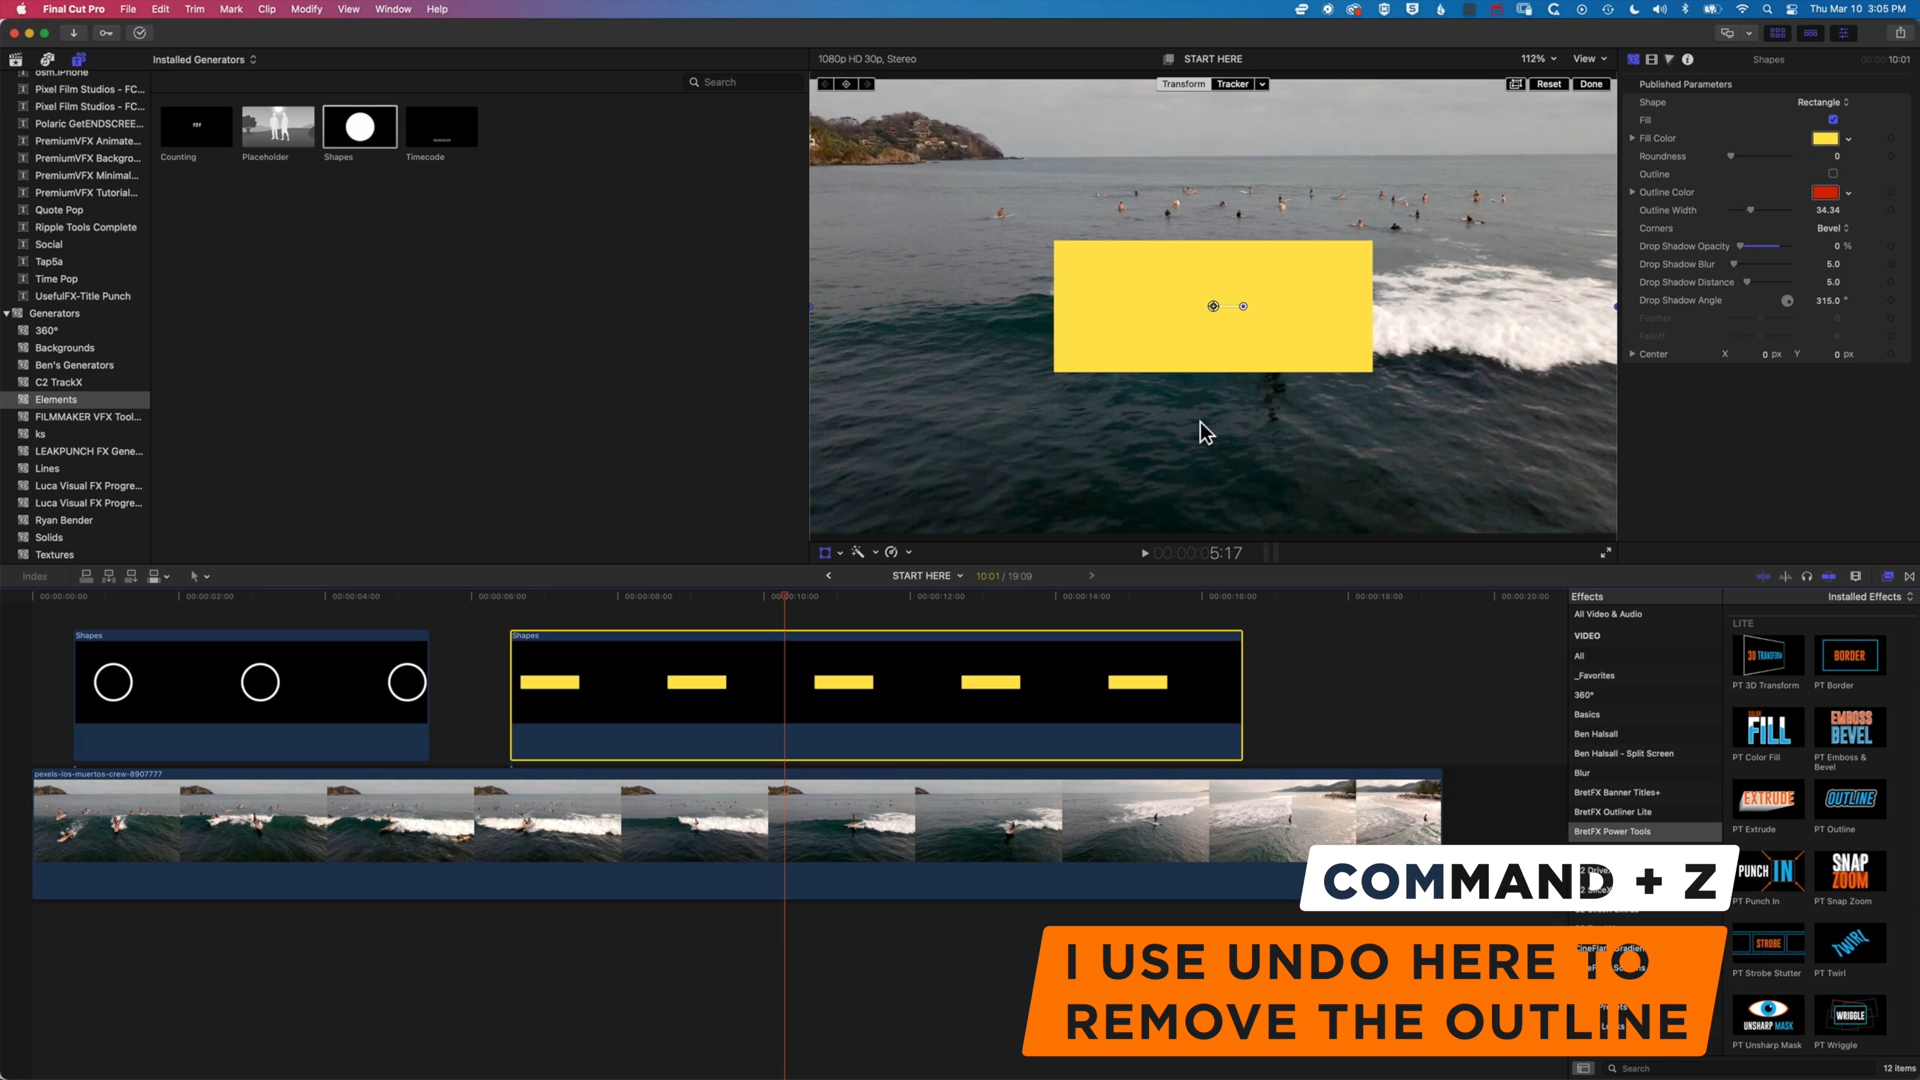 Final Cut Pro File Edit Trim Mark Clip Modify View Window Help
Thu Mar 10 3:05 PM
Installed Generators
Search
osm.iPhone
Pixel Film Studios - FC...
Pixel Film Studios - FC...
Polaric GetENDSCREE...
PremiumVFX Animate...
PremiumVFX Backgro...
PremiumVFX Minimal...
PremiumVFX Tutorial...
Quote Pop
Ripple Tools Complete
Social
Tap5a
Time Pop
UsefulFX-Title Punch
Generators
360°
Backgrounds
Ben's Generators
C2 TrackX
Elements
FILMMAKER VFX Tool...
ks
LEAKPUNCH FX Gene...
Lines
Luca Visual FX Progre...
Luca Visual FX Progre...
Ryan Bender
Solids
Textures
Counting
Placeholder
Shapes
Timecode
1080p HD 30p, Stereo
START HERE
112%
View
Transform
Tracker
Reset
Done
00:00:05:17
Shapes
10:01
Published Parameters
Shape Rectangle
Fill
Fill Color
Roundness 0
Outline
Outline Color
Outline Width 34.34
Corners Bevel
Drop Shadow Opacity 0 %
Drop Shadow Blur 5.0
Drop Shadow Distance 5.0
Drop Shadow Angle 315.0 °
Feather 0
Falloff 0
Center X 0 px Y 0 px
Index
START HERE
10:01 / 19:09
00:00:00:00
00:00:02:00
00:00:04:00
00:00:06:00
00:00:08:00
00:00:10:00
00:00:12:00
00:00:14:00
00:00:16:00
00:00:18:00
00:00:20:00
Shapes
Shapes
pexels-los-muertos-crew-8907777
Effects
Installed Effects
All Video & Audio
VIDEO
All
_Favorites
360°
Basics
Ben Halsall
Ben Halsall - Split Screen
Blur
BretFX Banner Titles+
BretFX Outliner Lite
BretFX Power Tools
LITE
3D TRANSFORM
PT 3D Transform
BORDER
PT Border
COLOR FILL
PT Color Fill
EMBOSS BEVEL
PT Emboss & Bevel
EXTRUDE
PT Extrude
OUTLINE
PT Outline
PUNCH IN
PT Punch In
SNAP ZOOM
PT Snap Zoom
STROBE
PT Strobe Stutter
TWIRL
PT Twirl
UNSHARP MASK
PT Unsharp Mask
WRIGGLE
PT Wriggle
Search
12 items
COMMAND + Z
I USE UNDO HERE TO
REMOVE THE OUTLINE